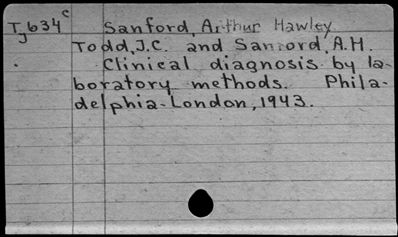 Tj634c Sanford, Arthur Hawley
Todd, J.C. and Sanford, A.H.
Clinical diagnosis by la-
boratory methods. Phila-
delphia-London, 1943.